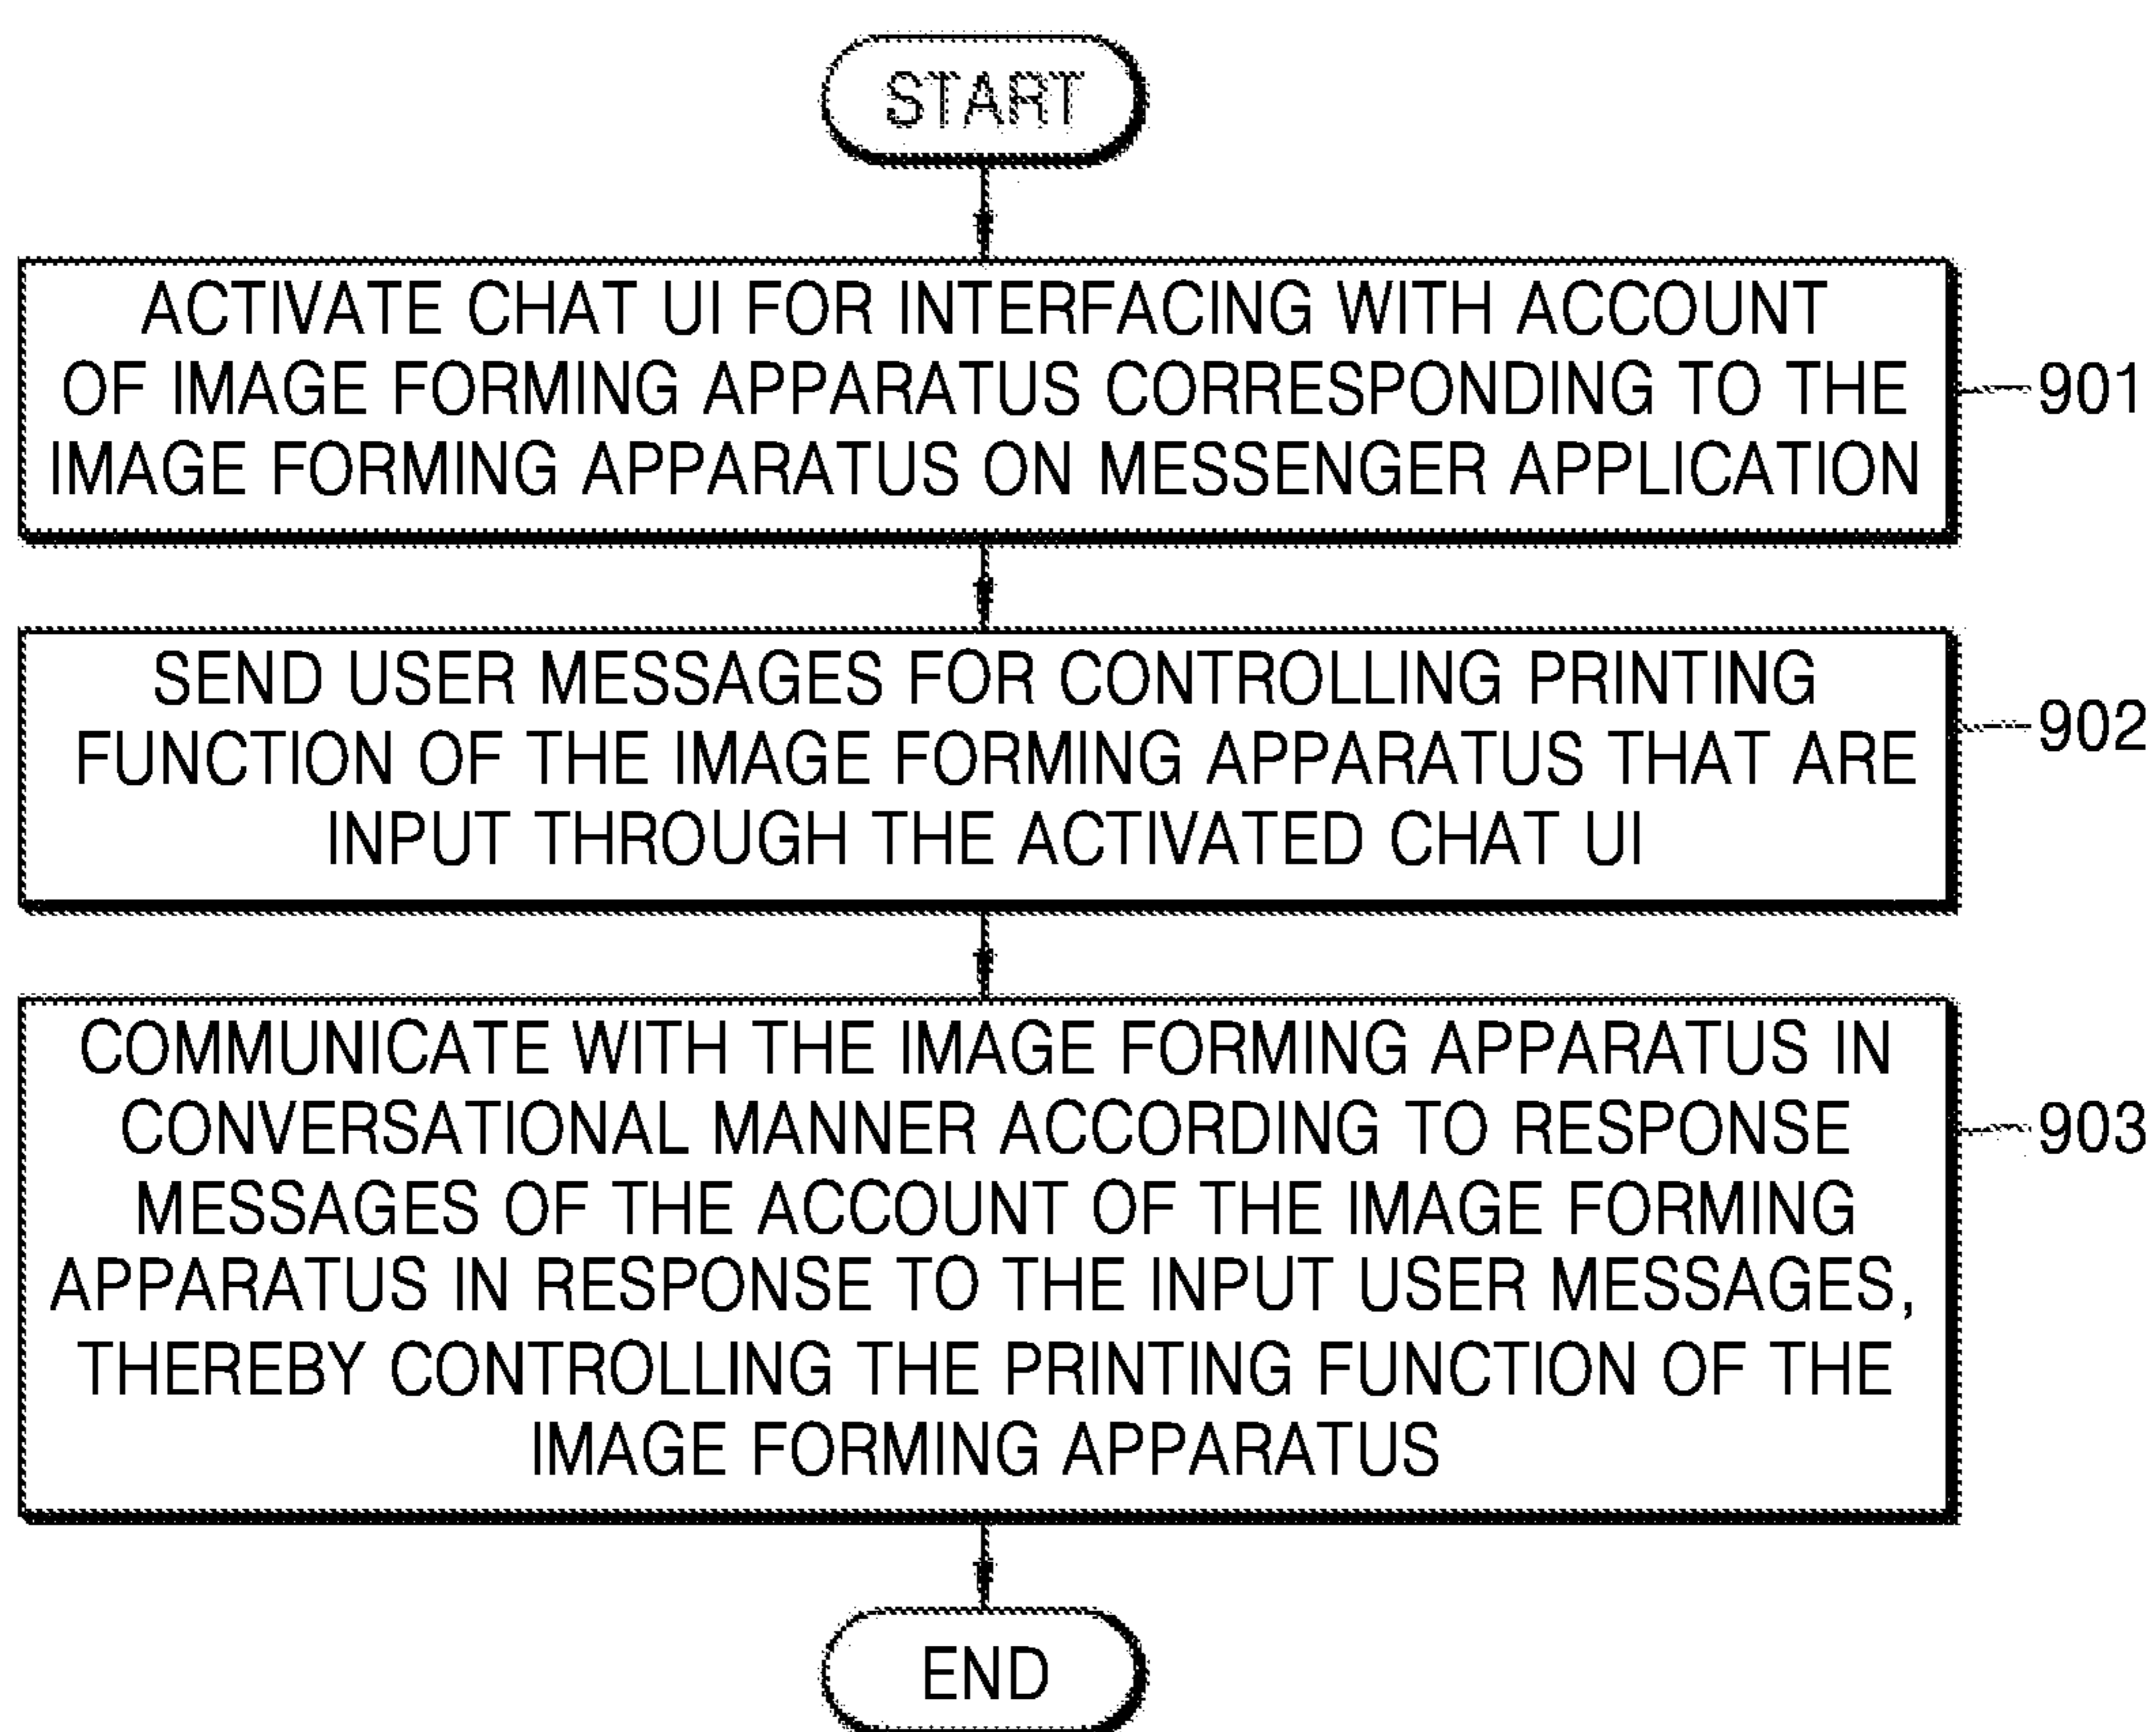 START
ACTIVATE CHAT UI FOR INTERFACING WITH ACCOUNT
OF IMAGE FORMING APPARATUS CORRESPONDING TO THE
IMAGE FORMING APPARATUS ON MESSENGER APPLICATION
901
SEND USER MESSAGES FOR CONTROLLING PRINTING
FUNCTION OF THE IMAGE FORMING APPARATUS THAT ARE
INPUT THROUGH THE ACTIVATED CHAT UI
902
COMMUNICATE WITH THE IMAGE FORMING APPARATUS IN
CONVERSATIONAL MANNER ACCORDING TO RESPONSE
MESSAGES OF THE ACCOUNT OF THE IMAGE FORMING
APPARATUS IN RESPONSE TO THE INPUT USER MESSAGES,
THEREBY CONTROLLING THE PRINTING FUNCTION OF THE
IMAGE FORMING APPARATUS
903
END